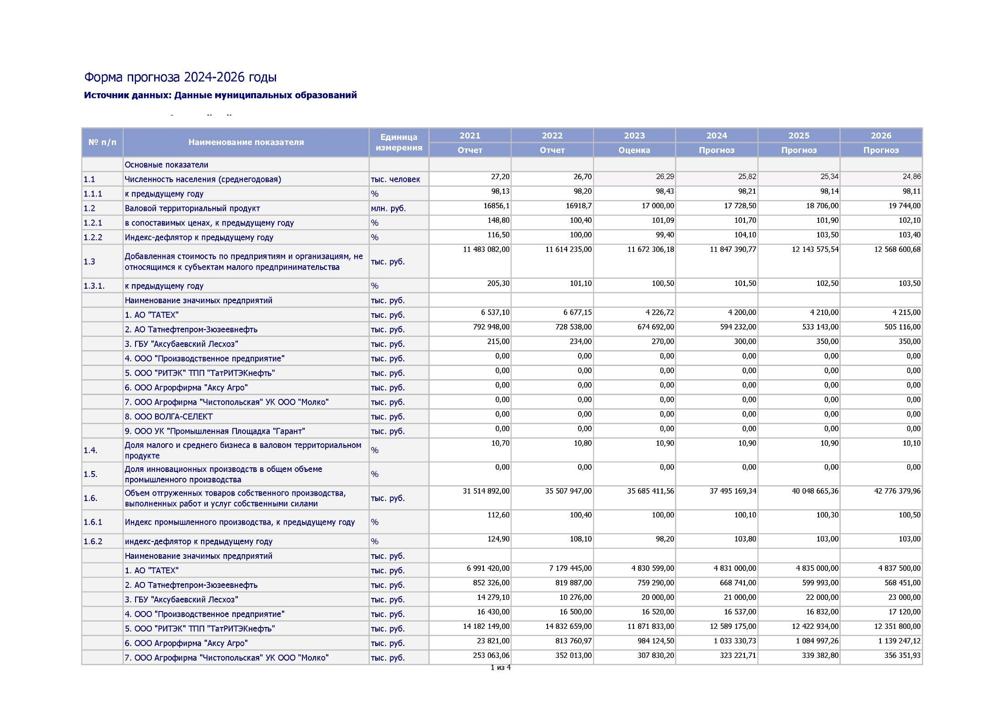 Форма прогноза 2024-2026 годы
Источник данных: Данные муниципальных образований
№ п/п Наименование показателя Единица измерения 2021 2022 2023 2024 2025 2026
Отчет Отчет Оценка Прогноз Прогноз Прогноз
Основные показатели
1.1 Численность населения (среднегодовая) тыс. человек 27,20 26,70 26,29 25,82 25,34 24,86
1.1.1 к предыдущему году % 98,13 98,20 98,43 98,21 98,14 98,11
1.2 Валовой территориальный продукт млн. руб. 16856,1 16918,7 17 000,00 17 728,50 18 706,00 19 744,00
1.2.1 в сопоставимых ценах, к предыдущему году % 148,80 100,40 101,09 101,70 101,90 102,10
1.2.2 Индекс-дефлятор к предыдущему году % 116,50 100,00 99,40 104,10 103,50 103,40
1.3 Добавленная стоимость по предприятиям и организациям, не
относящимся к субъектам малого предпринимательства тыс. руб. 11 483 082,00 11 614 235,00 11 672 306,18 11 847 390,77 12 143 575,54 12 568 600,68
1.3.1. к предыдущему году % 205,30 101,10 100,50 101,50 102,50 103,50
Наименование значимых предприятий тыс. руб.
1. АО "ТАТЕХ" тыс. руб. 6 537,10 6 677,15 4 226,72 4 200,00 4 210,00 4 215,00
2. АО Татнефтепром-Зюзеевнефть тыс. руб. 792 948,00 728 538,00 674 692,00 594 232,00 533 143,00 505 116,00
3. ГБУ "Аксубаевский Лесхоз" тыс. руб. 215,00 234,00 270,00 300,00 350,00 350,00
4. ООО "Производственное предприятие" тыс. руб. 0,00 0,00 0,00 0,00 0,00 0,00
5. ООО "РИТЭК" ТПП "ТатРИТЭКнефть" тыс. руб. 0,00 0,00 0,00 0,00 0,00 0,00
6. ООО Агрорфирма "Аксу Агро" тыс. руб. 0,00 0,00 0,00 0,00 0,00 0,00
7. ООО Агрофирма "Чистопольская" УК ООО "Молко" тыс. руб. 0,00 0,00 0,00 0,00 0,00 0,00
8. ООО ВОЛГА-СЕЛЕКТ тыс. руб. 0,00 0,00 0,00 0,00 0,00 0,00
9. ООО УК "Промышленная Площадка "Гарант" тыс. руб. 0,00 0,00 0,00 0,00 0,00 0,00
1.4. Доля малого и среднего бизнеса в валовом территориальном
продукте % 10,70 10,80 10,90 10,90 10,90 10,10
1.5. Доля инновационных производств в общем объеме
промышленного производства % 0,00 0,00 0,00 0,00 0,00 0,00
1.6. Объем отгруженных товаров собственного производства,
выполненных работ и услуг собственными силами тыс. руб. 31 514 892,00 35 507 947,00 35 685 411,56 37 495 169,34 40 048 665,36 42 776 379,96
1.6.1 Индекс промышленного производства, к предыдущему году % 112,60 100,40 100,00 100,10 100,30 100,50
1.6.2 индекс-дефлятор к предыдущему году % 124,90 108,10 98,20 103,80 103,00 103,00
Наименование значимых предприятий тыс. руб.
1. АО "ТАТЕХ" тыс. руб. 6 991 420,00 7 179 445,00 4 830 599,00 4 831 000,00 4 835 000,00 4 837 500,00
2. АО Татнефтепром-Зюзеевнефть тыс. руб. 852 326,00 819 887,00 759 290,00 668 741,00 599 993,00 568 451,00
3. ГБУ "Аксубаевский Лесхоз" тыс. руб. 14 279,10 10 276,00 20 000,00 21 000,00 22 000,00 23 000,00
4. ООО "Производственное предприятие" тыс. руб. 16 430,00 16 500,00 16 520,00 16 537,00 16 832,00 17 120,00
5. ООО "РИТЭК" ТПП "ТатРИТЭКнефть" тыс. руб. 14 182 149,00 14 832 659,00 11 871 833,00 12 589 175,00 12 422 934,00 12 351 800,00
6. ООО Агрорфирма "Аксу Агро" тыс. руб. 23 821,00 813 760,97 984 124,50 1 033 330,73 1 084 997,26 1 139 247,12
7. ООО Агрофирма "Чистопольская" УК ООО "Молко" тыс. руб. 253 063,06 352 013,00 307 830,20 323 221,71 339 382,80 356 351,93
1 из 4